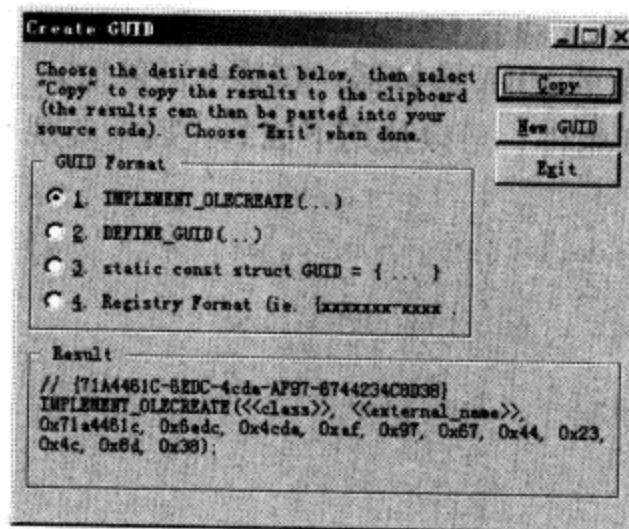 Create GUID
Choose the desired format below, then select
"Copy" to copy the results to the clipboard
(the results can then be pasted into your
source code).  Choose "Exit" when done.
Copy
New GUID
Exit
GUID Format
1. IMPLEMENT_OLECREATE(...)
2. DEFINE_GUID(...)
3. static const struct GUID = { ... }
4. Registry Format (ie. {xxxxxxx-xxxx .
Result
// {71A4461C-6EDC-4cda-AF97-6744234C6D38}
IMPLEMENT_OLECREATE(<<class>>, <<external_name>>,
0x71a4461c, 0x6edc, 0x4cda, 0xaf, 0x97, 0x67, 0x44, 0x23,
0x4c, 0x6d, 0x38);